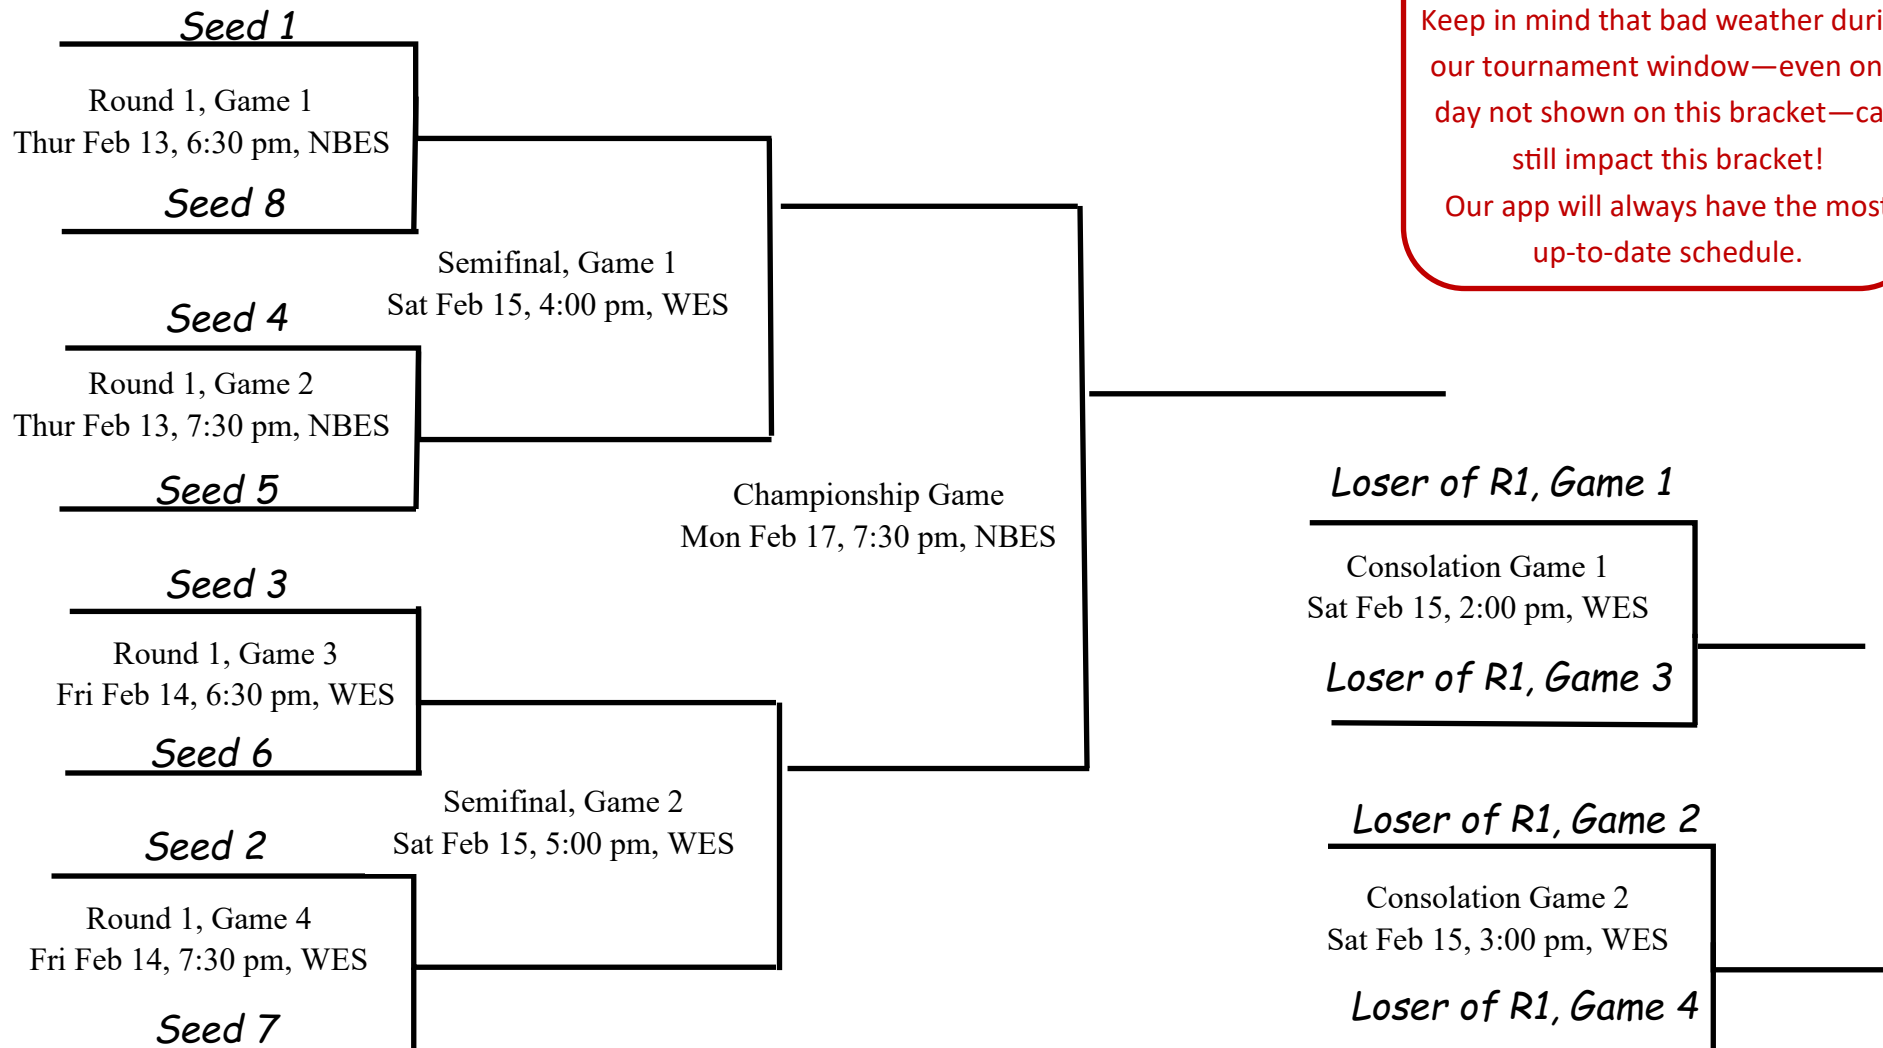 Seed 1
Round 1, Game 1
Thur Feb 13, 6:30 pm, NBES
Seed 8
Semifinal, Game 1
Sat Feb 15, 4:00 pm, WES
Seed 4
Round 1, Game 2
Thur Feb 13, 7:30 pm, NBES
Seed 5
Championship Game
Mon Feb 17, 7:30 pm, NBES
Seed 3
Round 1, Game 3
Fri Feb 14, 6:30 pm, WES
Seed 6
Semifinal, Game 2
Sat Feb 15, 5:00 pm, WES
Seed 2
Round 1, Game 4
Fri Feb 14, 7:30 pm, WES
Seed 7
Keep in mind that bad weather duri
our tournament window—even on
day not shown on this bracket—ca
still impact this bracket!
Our app will always have the most
up-to-date schedule.
Loser of R1, Game 1
Consolation Game 1
Sat Feb 15, 2:00 pm, WES
Loser of R1, Game 3
Loser of R1, Game 2
Consolation Game 2
Sat Feb 15, 3:00 pm, WES
Loser of R1, Game 4